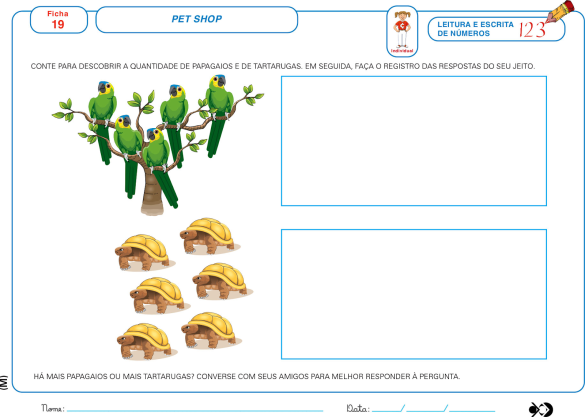 Ficha
19
PET SHOP
Individual
LEITURA E ESCRITA
DE NÚMEROS
123
CONTE PARA DESCOBRIR A QUANTIDADE DE PAPAGAIOS E DE TARTARUGAS. EM SEGUIDA, FAÇA O REGISTRO DAS RESPOSTAS DO SEU JEITO.
HÁ MAIS PAPAGAIOS OU MAIS TARTARUGAS? CONVERSE COM SEUS AMIGOS PARA MELHOR RESPONDER À PERGUNTA.
(M)
Nome: Data: / /